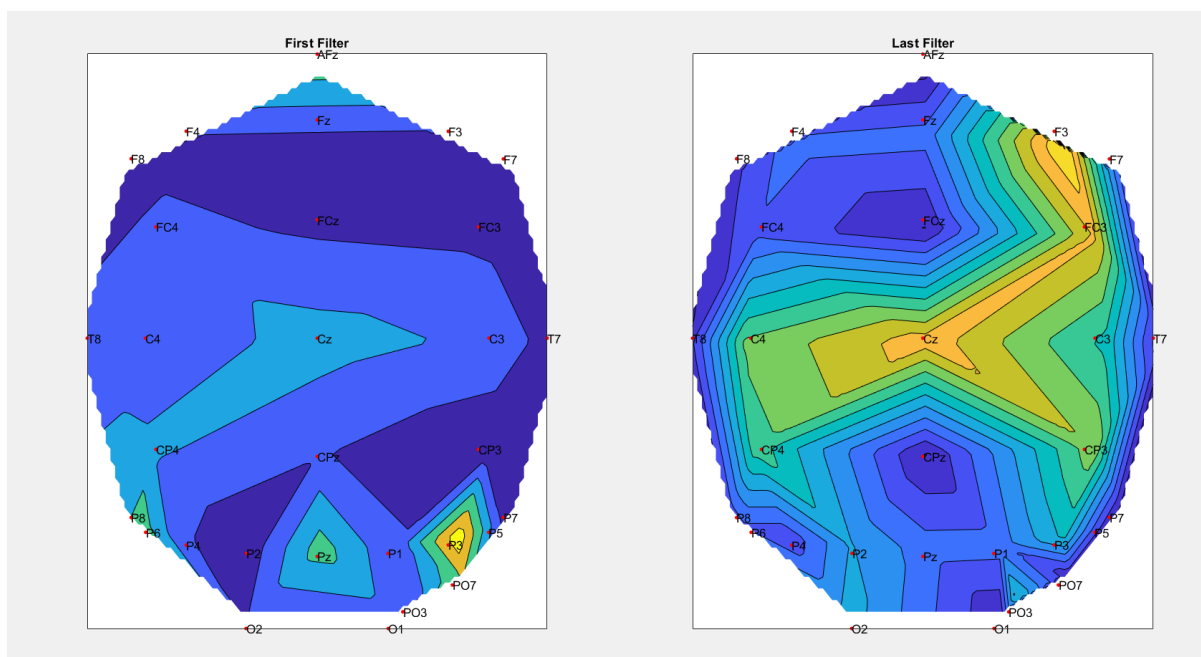 First Filter
AFz
Fz
F4
F3
F8
F7
FCz
FC4
FC3
T8
C4
Cz
C3
T7
CP4
CPz
CP3
P8
P7
P6
P5
P4
P2
Pz
P1
P3
PO7
PO3
O2
O1
Last Filter
AFz
Fz
F4
F3
F8
F7
FCz
FC4
FC3
T8
C4
Cz
C3
T7
CP4
CPz
CP3
P8
P7
P6
P5
P4
P2
Pz
P1
P3
PO7
PO3
O2
O1